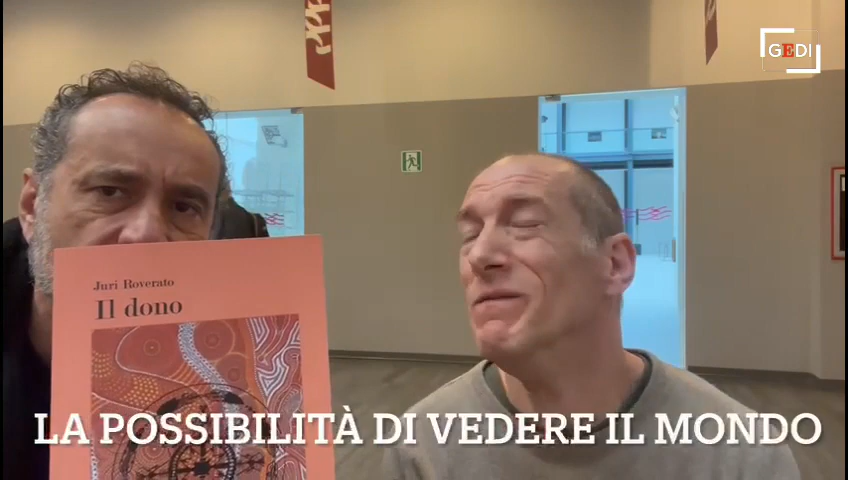 GEDI
Juri Roverato
Il dono
LA POSSIBILITÀ DI VEDERE IL MONDO